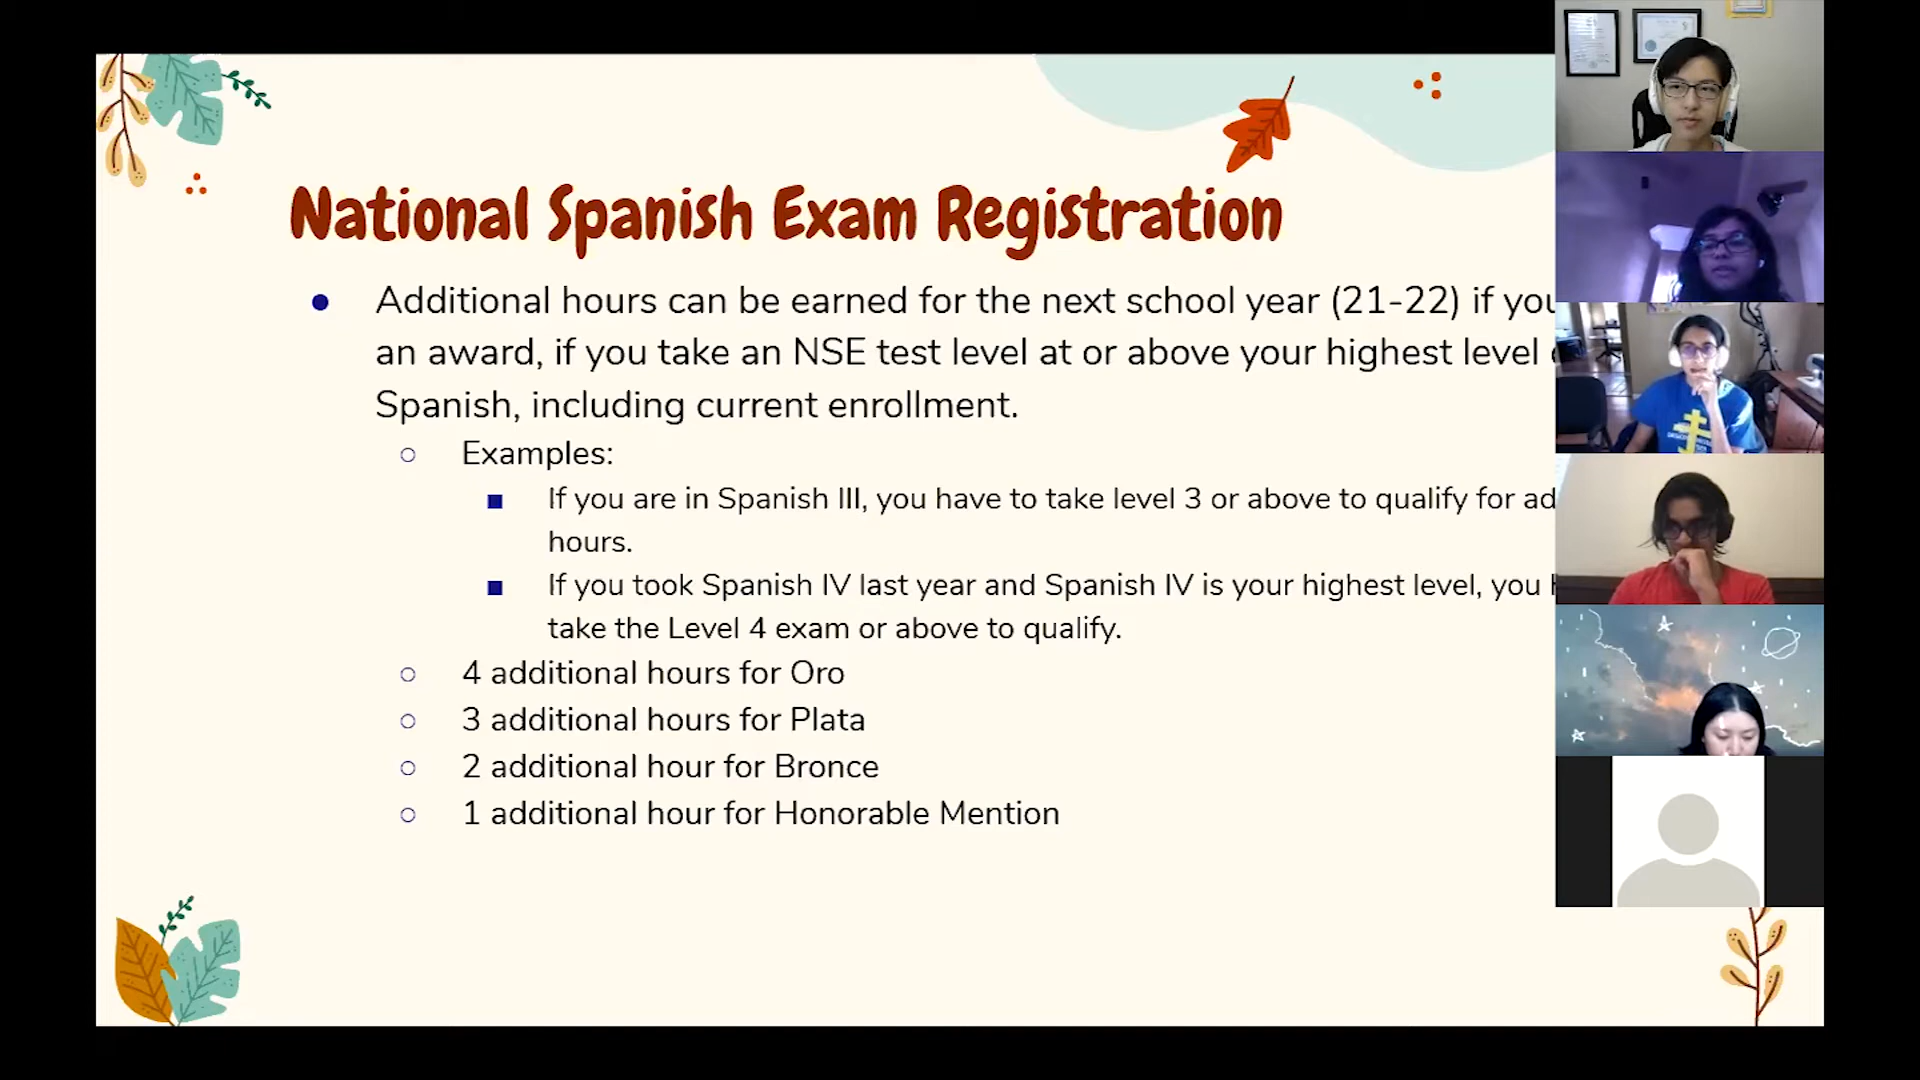 National Spanish Exam Registration
● Additional hours can be earned for the next school year (21-22) if you
an award, if you take an NSE test level at or above your highest level
Spanish, including current enrollment.
○ Examples:
■ If you are in Spanish III, you have to take level 3 or above to qualify for ad
hours.
■ If you took Spanish IV last year and Spanish IV is your highest level, you
take the Level 4 exam or above to qualify.
○ 4 additional hours for Oro
○ 3 additional hours for Plata
○ 2 additional hour for Bronce
○ 1 additional hour for Honorable Mention